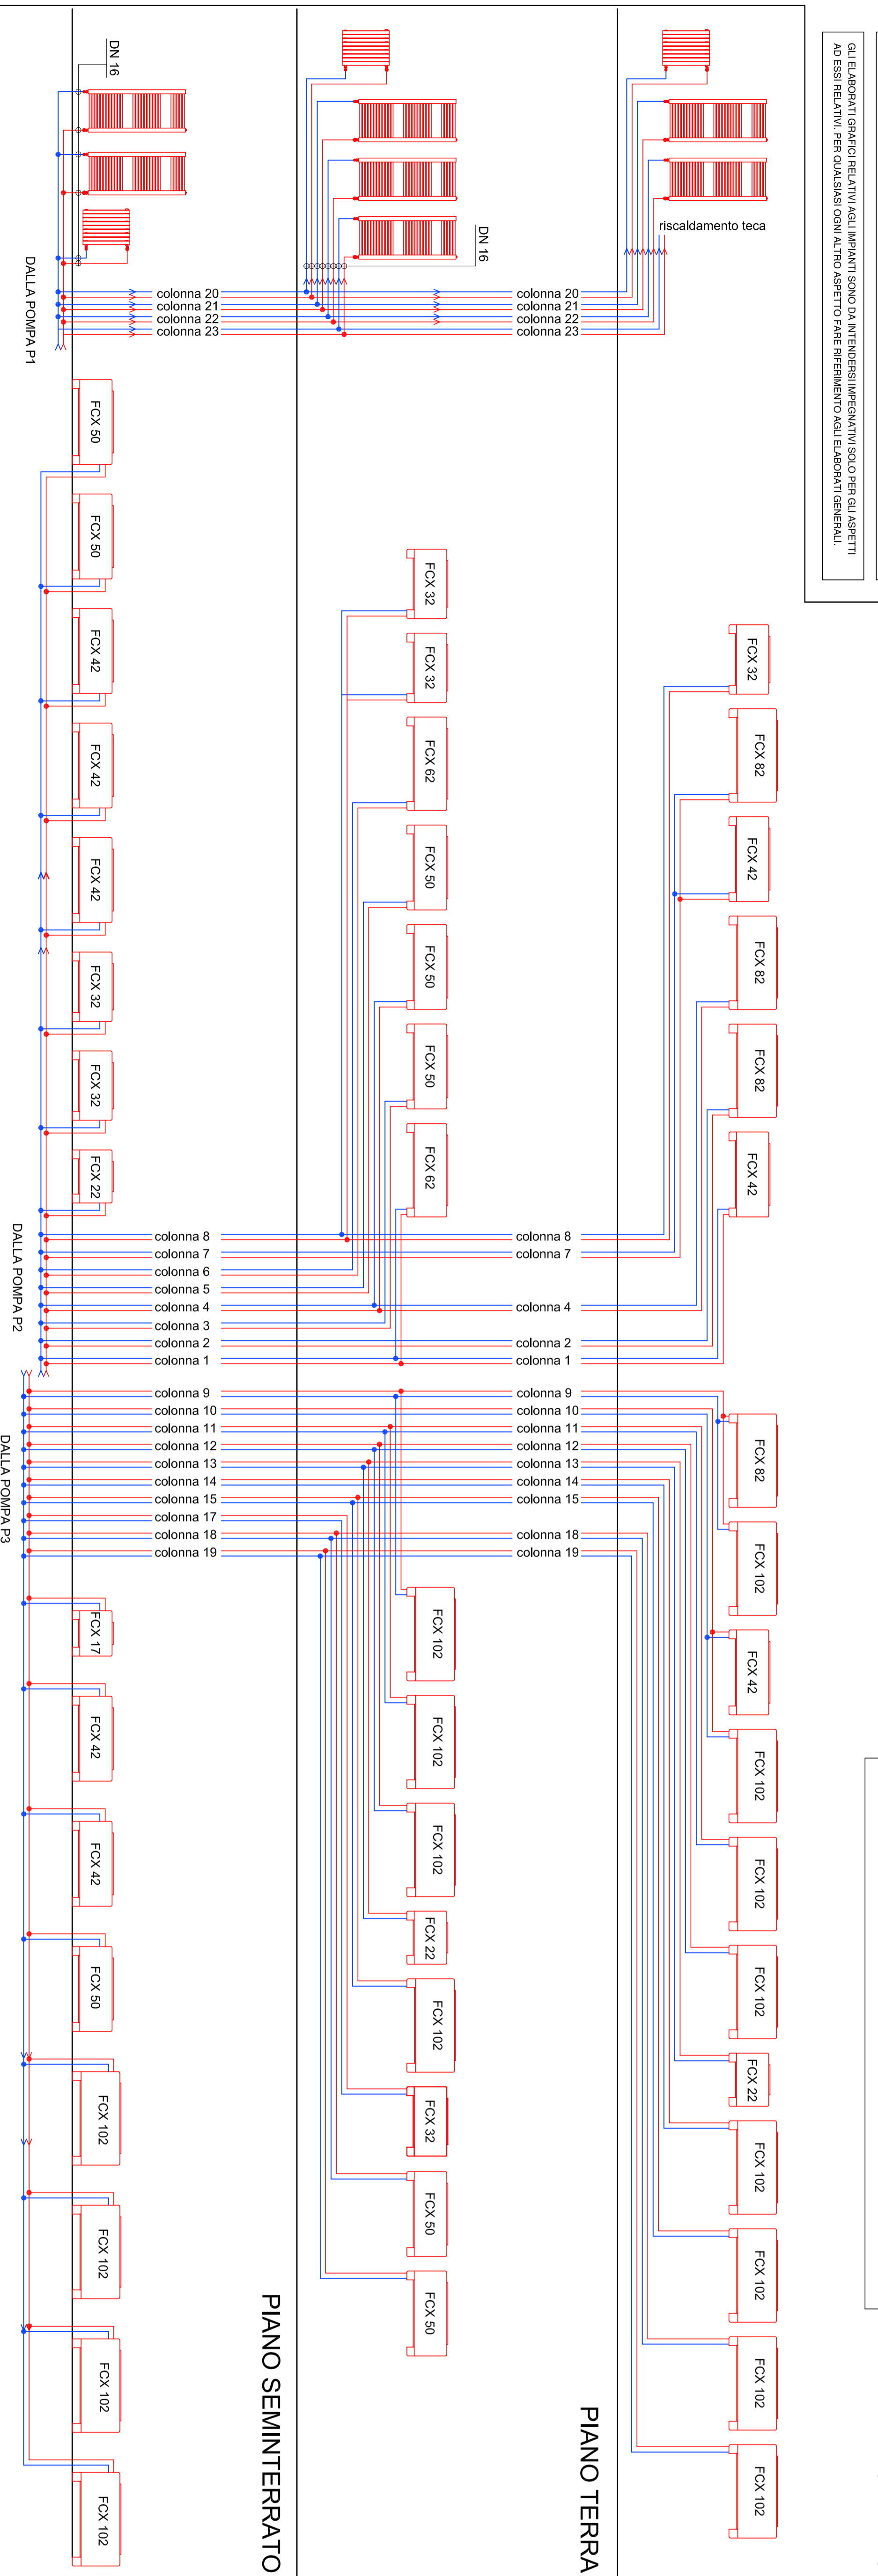 GLI ELABORATI GRAFICI RELATIVI AGLI IMPIANTI SONO DA INTENDERSI IMPEGNATIVI SOLO PER GLI ASPETTI
AD ESSI RELATIVI. PER QUALSIASI OGNI ALTRO ASPETTO FARE RIFERIMENTO AGLI ELABORATI GENERALI.
riscaldamento teca
colonna 20
colonna 21
colonna 22
colonna 23
FCX 32
FCX 82
FCX 42
FCX 82
FCX 82
FCX 42
colonna 8
colonna 7
colonna 4
colonna 2
colonna 1
colonna 9
colonna 10
colonna 11
colonna 12
colonna 13
colonna 14
colonna 15
colonna 18
colonna 19
FCX 82
FCX 102
FCX 42
FCX 102
FCX 102
FCX 102
FCX 22
FCX 102
FCX 102
FCX 102
FCX 102
PIANO TERRA
DN 16
FCX 32
FCX 32
FCX 62
FCX 50
FCX 50
FCX 50
FCX 62
FCX 102
FCX 102
FCX 102
FCX 22
FCX 102
FCX 32
FCX 50
FCX 50
PIANO SEMINTERRATO
colonna 20
colonna 21
colonna 22
colonna 23
colonna 8
colonna 7
colonna 6
colonna 5
colonna 4
colonna 3
colonna 2
colonna 1
colonna 9
colonna 10
colonna 11
colonna 12
colonna 13
colonna 14
colonna 15
colonna 17
colonna 18
colonna 19
DN 16
FCX 50
FCX 50
FCX 42
FCX 42
FCX 42
FCX 32
FCX 32
FCX 22
FCX 17
FCX 42
FCX 42
FCX 50
FCX 102
FCX 102
FCX 102
FCX 102
DALLA POMPA P1
DALLA POMPA P2
DALLA POMPA P3